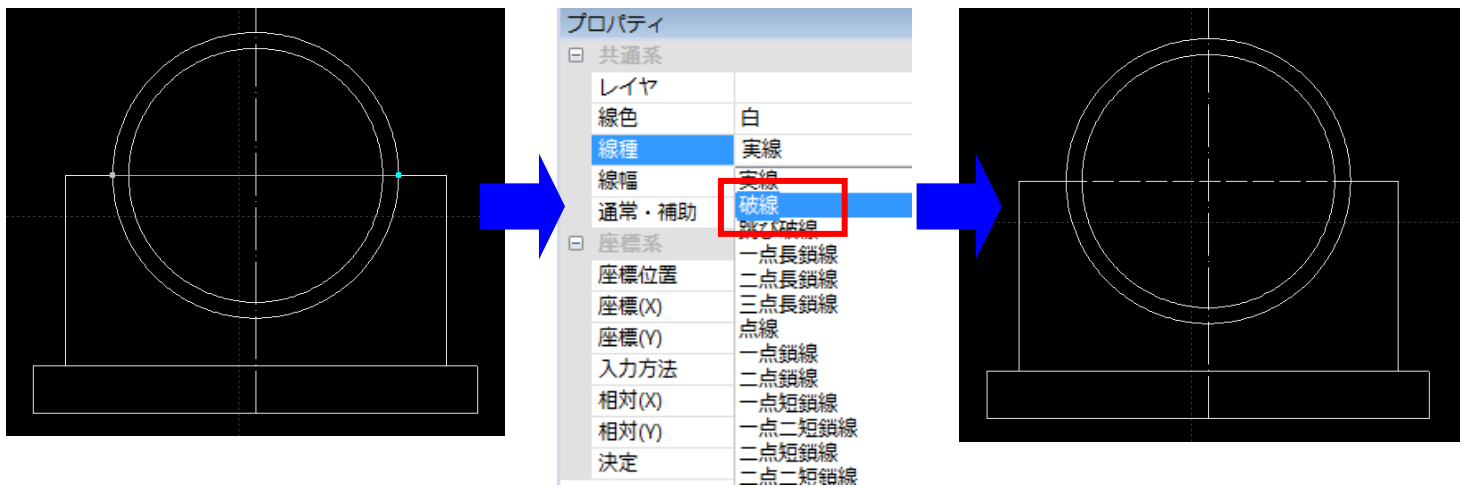 プロパティ
共通系
レイヤ
線色 白
線種 実線
線幅 実線
破線
通常・補助
跳び破線
座標系
一点長鎖線
座標位置 二点長鎖線
座標(X) 三点長鎖線
点線
座標(Y)
一点鎖線
入力方法 二点鎖線
相対(X) 一点短鎖線
相対(Y) 一点二短鎖線
決定 二点短鎖線
二点二短鎖線